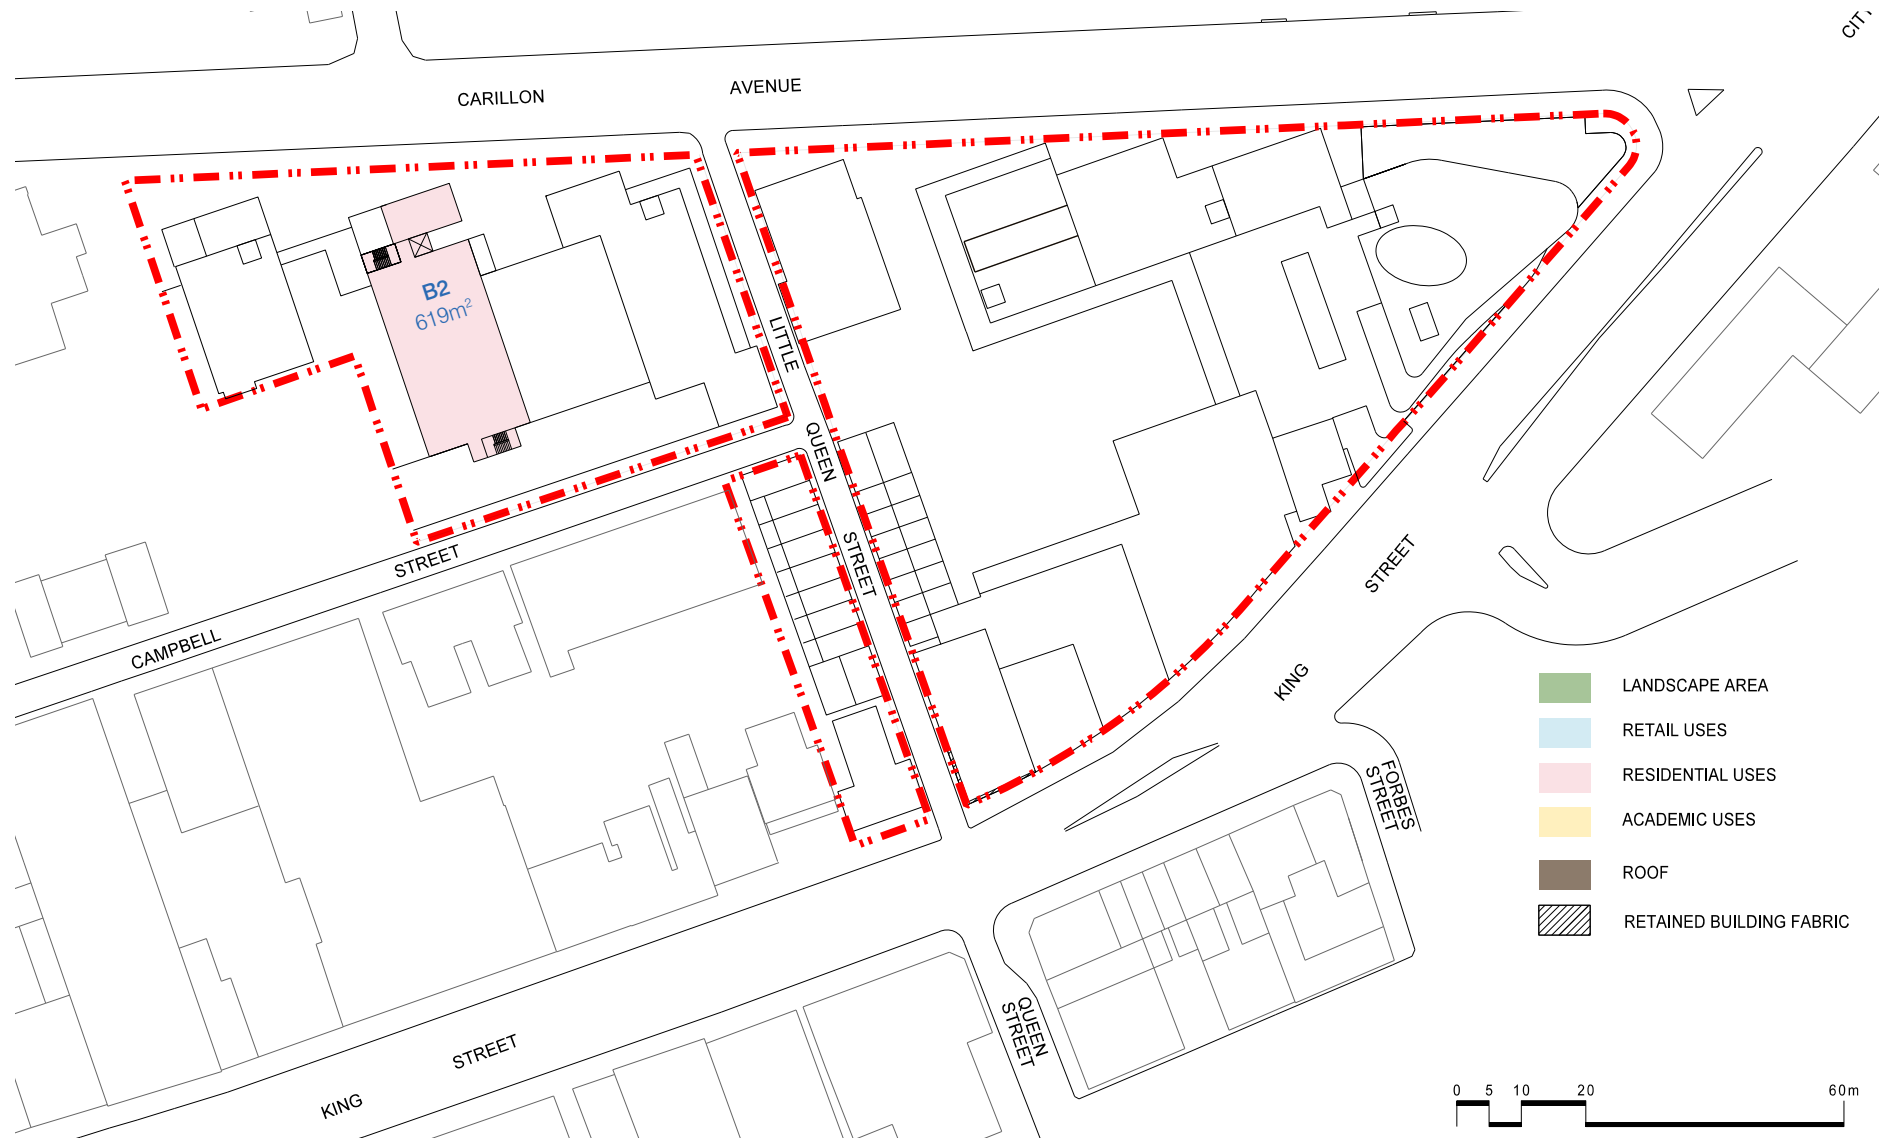 CITY
CARILLON AVENUE
B2
619m²
LITTLE
QUEEN
STREET
CAMPBELL STREET
KING STREET
FORBES
STREET
QUEEN
STREET
KING STREET
LANDSCAPE AREA
RETAIL USES
RESIDENTIAL USES
ACADEMIC USES
ROOF
RETAINED BUILDING FABRIC
0 5 10 20 60m